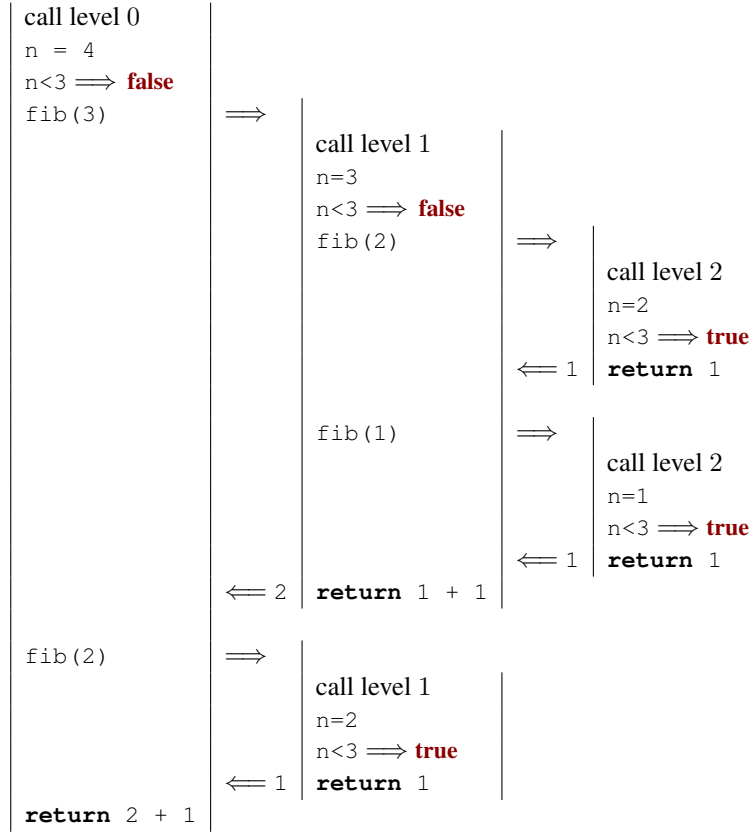 call level 0
n = 4
n<3 ⟹ false
fib(3) ⟹
call level 1
n=3
n<3 ⟹ false
fib(2) ⟹
call level 2
n=2
n<3 ⟹ true
⟸ 1 return 1
fib(1) ⟹
call level 2
n=1
n<3 ⟹ true
⟸ 1 return 1
⟸ 2 return 1 + 1
fib(2) ⟹
call level 1
n=2
n<3 ⟹ true
⟸ 1 return 1
return 2 + 1